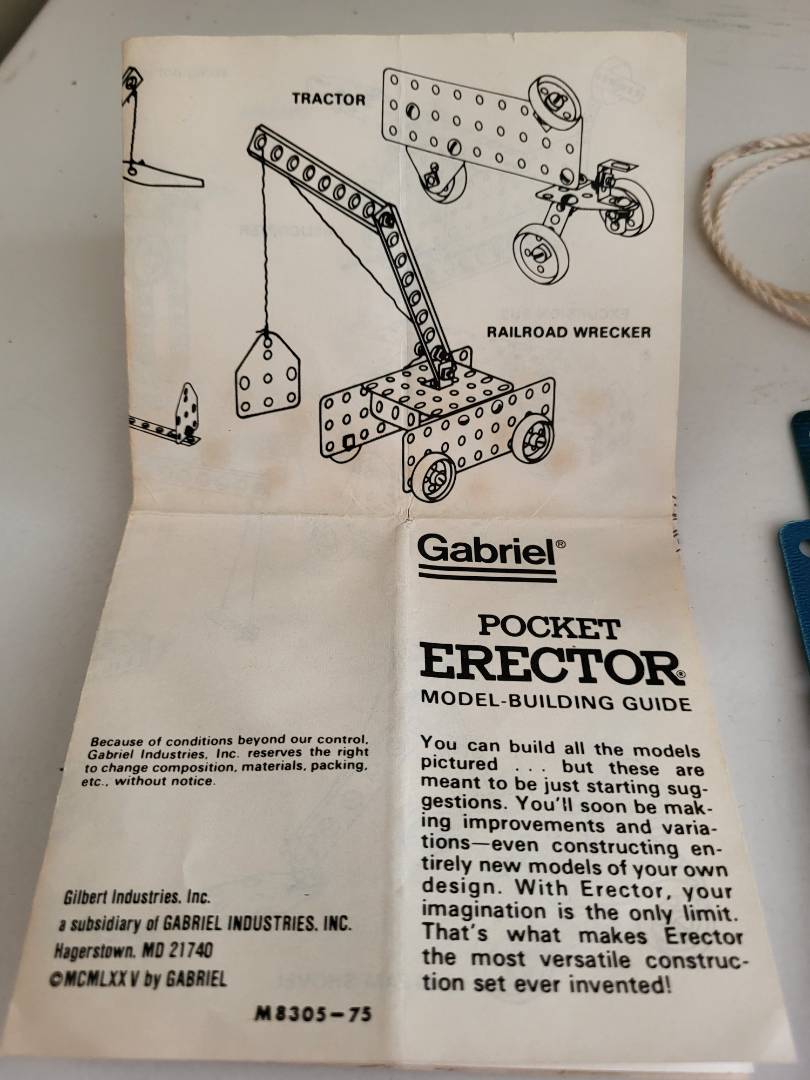 TRACTOR
RAILROAD WRECKER
Gabriel®
POCKET
ERECTOR®
MODEL-BUILDING GUIDE
Because of conditions beyond our control,
Gabriel Industries, Inc. reserves the right
to change composition, materials, packing,
etc., without notice.
You can build all the models
pictured . . . but these are
meant to be just starting sug-
gestions. You'll soon be mak-
ing improvements and varia-
tions—even constructing en-
tirely new models of your own
design. With Erector, your
imagination is the only limit.
That's what makes Erector
the most versatile construc-
tion set ever invented!
Gilbert Industries, Inc.
a subsidiary of GABRIEL INDUSTRIES, INC.
Hagerstown, MD 21740
©MCMLXXV by GABRIEL
M8305-75